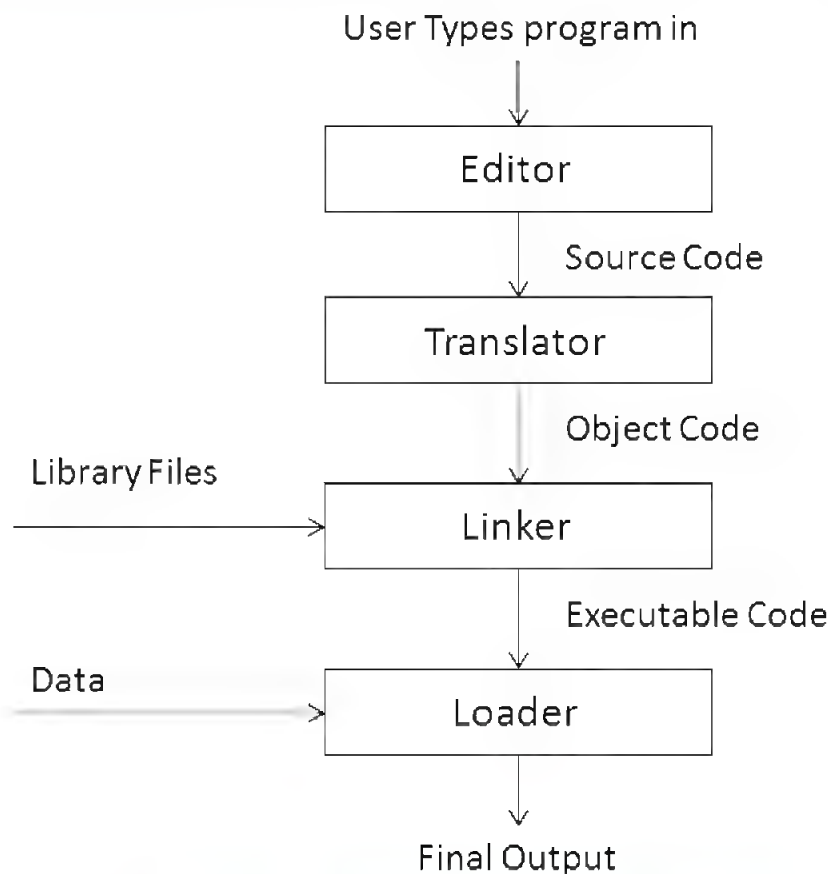 User Types program in
Editor
Source Code
Translator
Object Code
Library Files
Linker
Executable Code
Data
Loader
Final Output